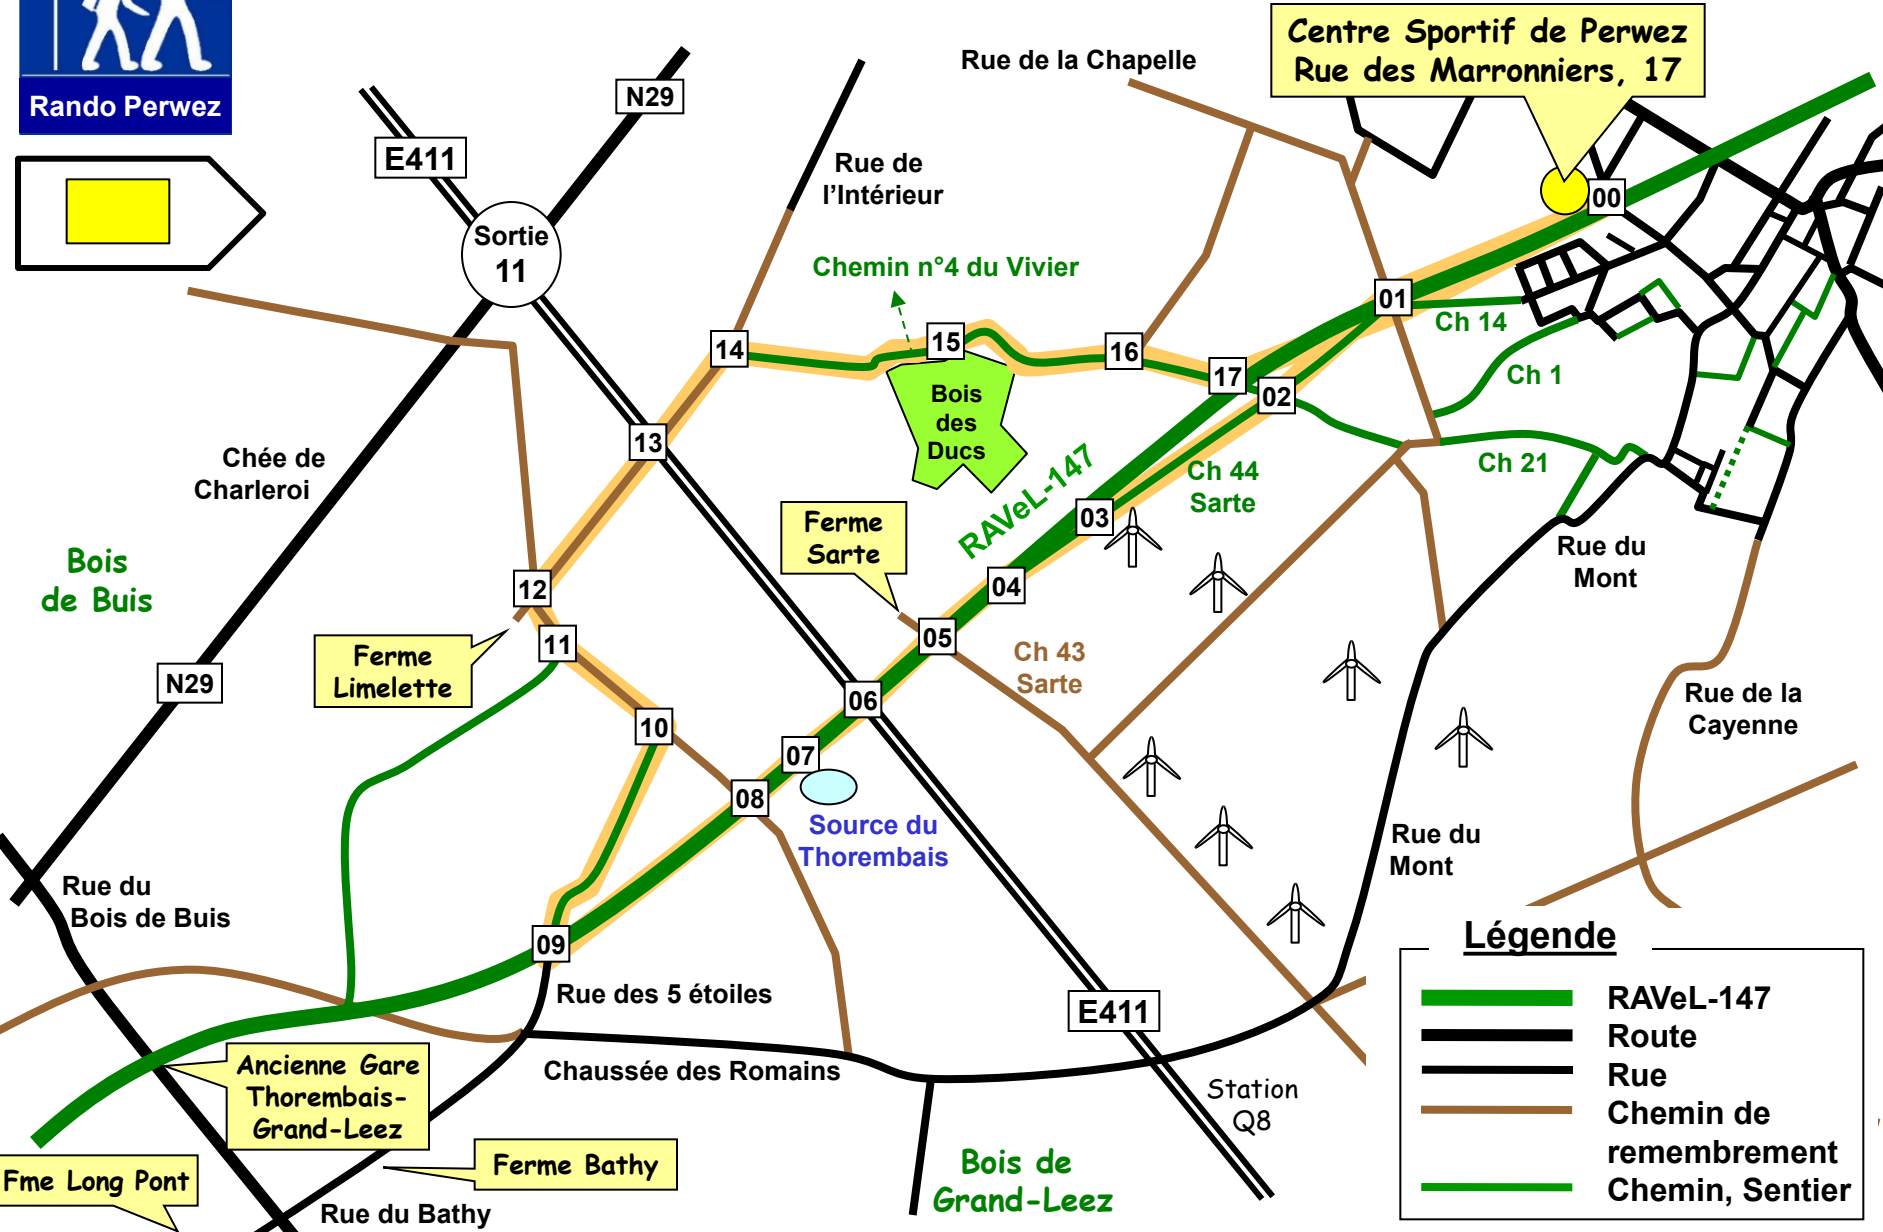 Rando Perwez
N29
E411
Sortie
11
Rue de
l'Intérieur
Rue de la Chapelle
Centre Sportif de Perwez
Rue des Marronniers, 17
00
01
Chemin n°4 du Vivier
14
15
16
17
02
Ch 14
Ch 1
Ch 21
Bois
des
Ducs
13
Chée de
Charleroi
RAVeL-147
Ch 44
Sarte
03
04
Ferme
Sarte
05
Ch 43
Sarte
Rue du
Mont
Bois
de Buis
12
11
Ferme
Limelette
N29
10
06
07
08
Source du
Thorembais
Rue de la
Cayenne
Rue du
Mont
Rue du
Bois de Buis
09
Rue des 5 étoiles
E411
Chaussée des Romains
Station
Q8
Ancienne Gare
Thorembais-
Grand-Leez
Ferme Bathy
Fme Long Pont
Rue du Bathy
Bois de
Grand-Leez
Légende
RAVeL-147
Route
Rue
Chemin de
remembrement
Chemin, Sentier